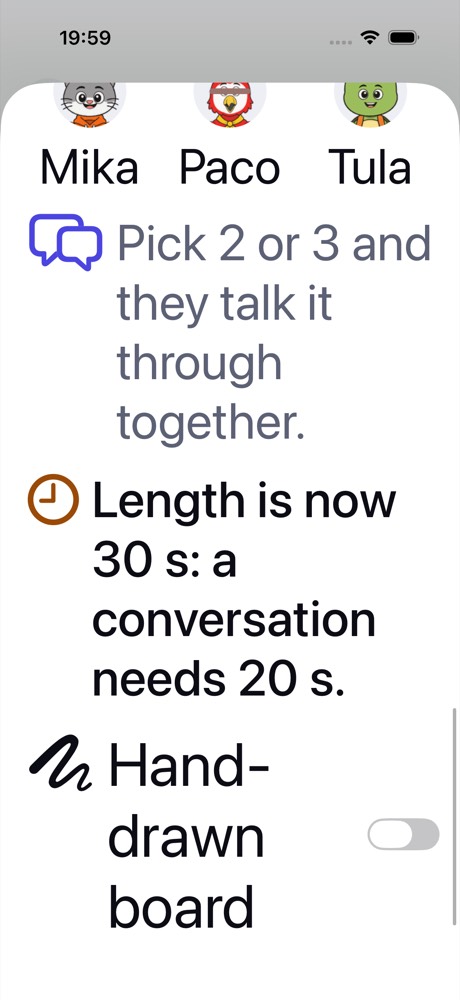 19:59
Mika Paco Tula
Pick 2 or 3 and
they talk it
through
together.
Length is now
30 s: a
conversation
needs 20 s.
Hand-
drawn
board